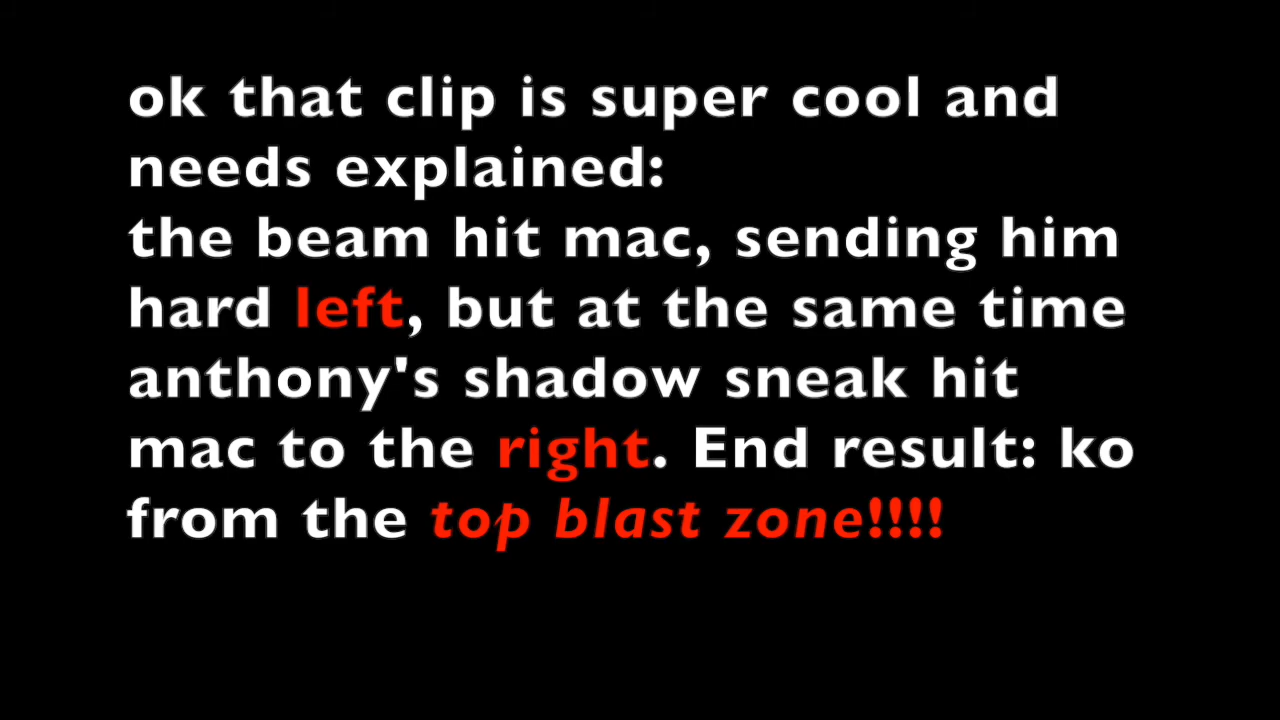 ok that clip is super cool and
needs explained:
the beam hit mac, sending him
hard left, but at the same time
anthony's shadow sneak hit
mac to the right. End result: ko
from the top blast zone!!!!